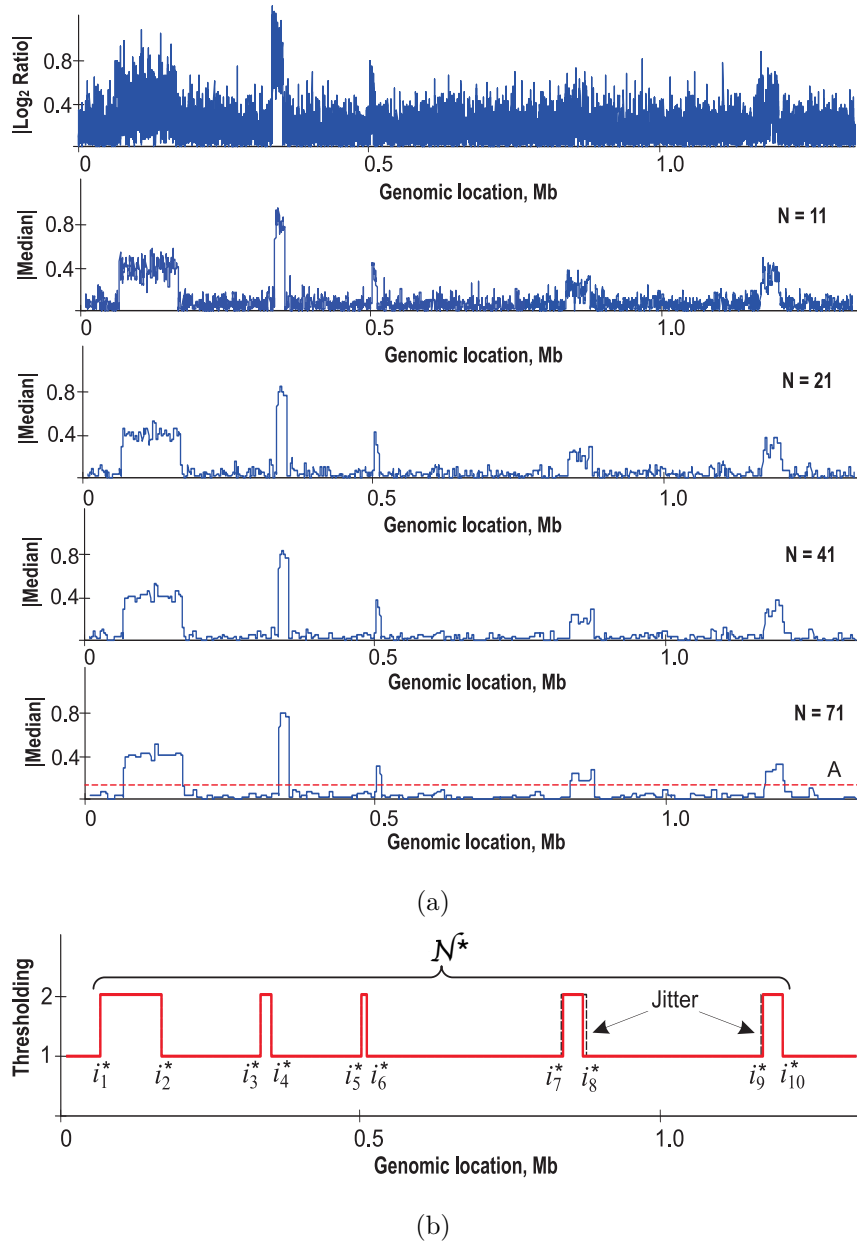 |Log₂ Ratio|
0.8
0.4
0 0.5 1.0
Genomic location, Mb
N = 11
|Median|
0.8
0.4
0 0.5 1.0
Genomic location, Mb
N = 21
|Median|
0.8
0.4
0 0.5 1.0
Genomic location, Mb
N = 41
|Median|
0.8
0.4
0 0.5 1.0
Genomic location, Mb
N = 71
|Median|
0.8
0.4
A
0 0.5 1.0
Genomic location, Mb
(a)
𝒩*
Thresholding
2
Jitter
1
i₁* i₂* i₃* i₄* i₅* i₆* i₇* i₈* i₉* i₁₀*
0 0.5 1.0
Genomic location, Mb
(b)